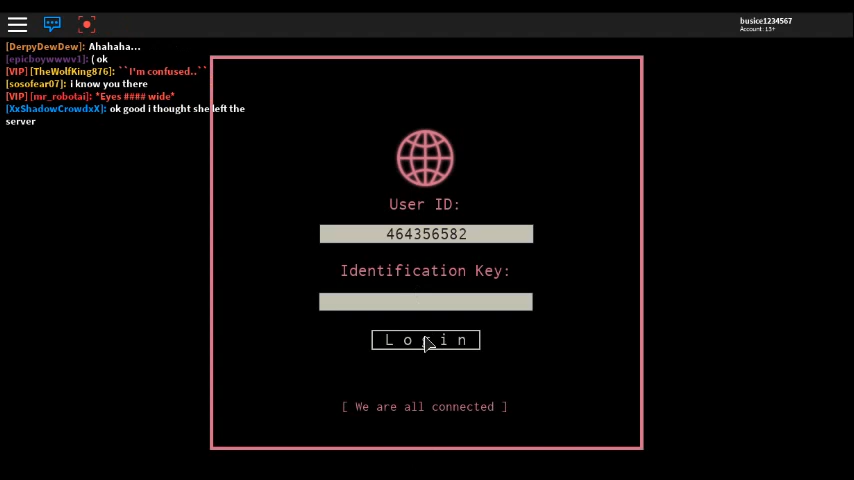 busice1234567
Account: 13+
[DerpyDewDew]: Ahahaha...
[epicboywwwv1]: ( ok
[VIP] [TheWolfKing876]: ``I'm confused..``
[sosofear07]: i know you there
[VIP] [mr_robotai]: *Eyes #### wide*
[XxShadowCrowdxX]: ok good i thought she left the
server
User ID:
464356582
Identification Key:
Login
[ We are all connected ]